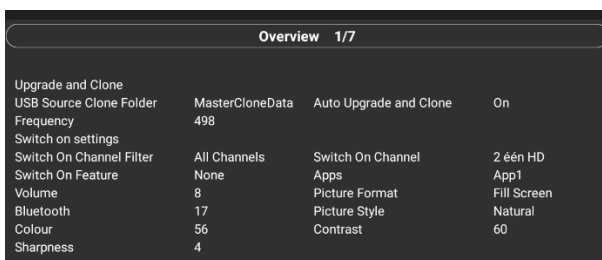 Overview 1/7
Upgrade and Clone
USB Source Clone Folder MasterCloneData Auto Upgrade and Clone On
Frequency 498
Switch on settings
Switch On Channel Filter All Channels Switch On Channel 2 één HD
Switch On Feature None Apps App1
Volume 8 Picture Format Fill Screen
Bluetooth 17 Picture Style Natural
Colour 56 Contrast 60
Sharpness 4